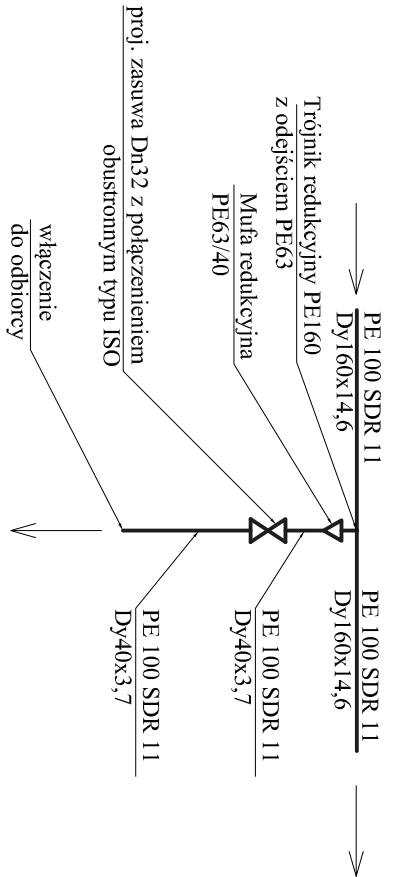 PE 100 SDR 11
Dy160x14,6
PE 100 SDR 11
Dy160x14,6
Trójnik redukcyjny PE160
z odejściem PE63
Mufa redukcyjna
PE63/40
proj. zasuwa Dn32 z połączenieniem
obustronnym typu ISO
włączenie
do odbiorcy
PE 100 SDR 11
Dy40x3,7
PE 100 SDR 11
Dy40x3,7